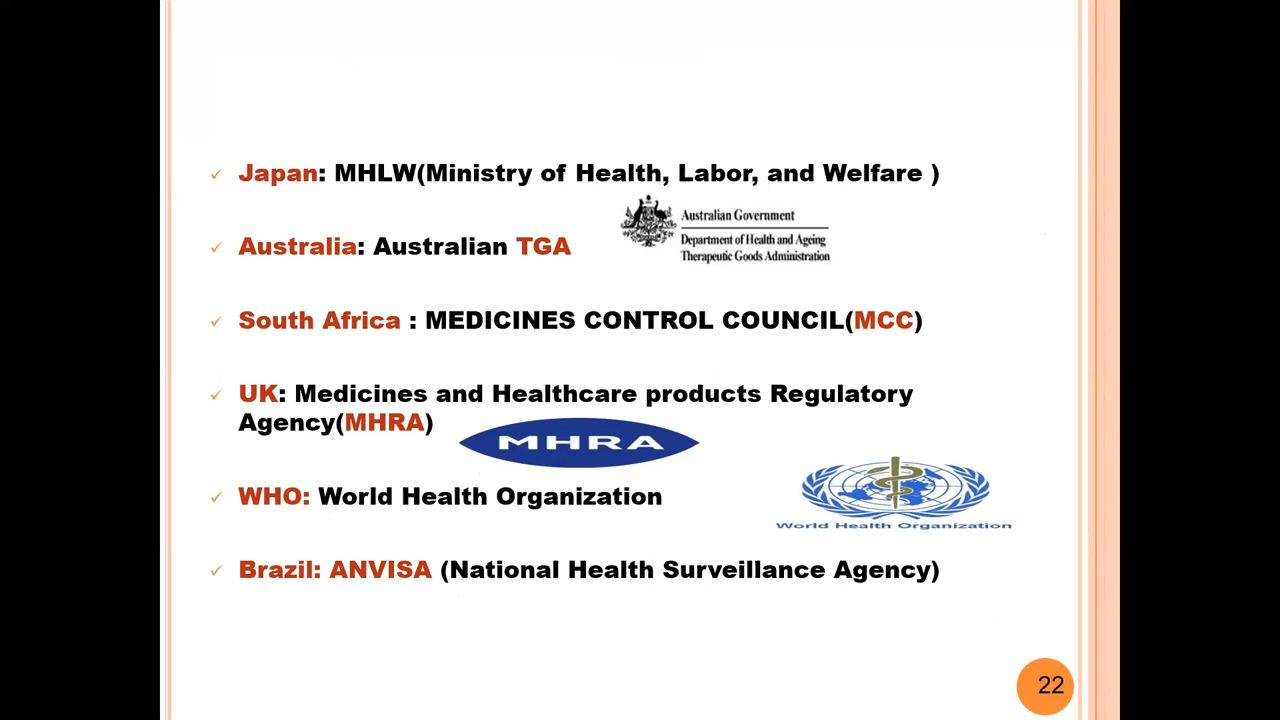 Japan: MHLW(Ministry of Health, Labor, and Welfare )
Australian Government
Department of Health and Ageing
Therapeutic Goods Administration
Australia: Australian TGA
South Africa : MEDICINES CONTROL COUNCIL(MCC)
UK: Medicines and Healthcare products Regulatory
Agency(MHRA)
MHRA
WHO: World Health Organization
World Health Organization
Brazil: ANVISA (National Health Surveillance Agency)
22